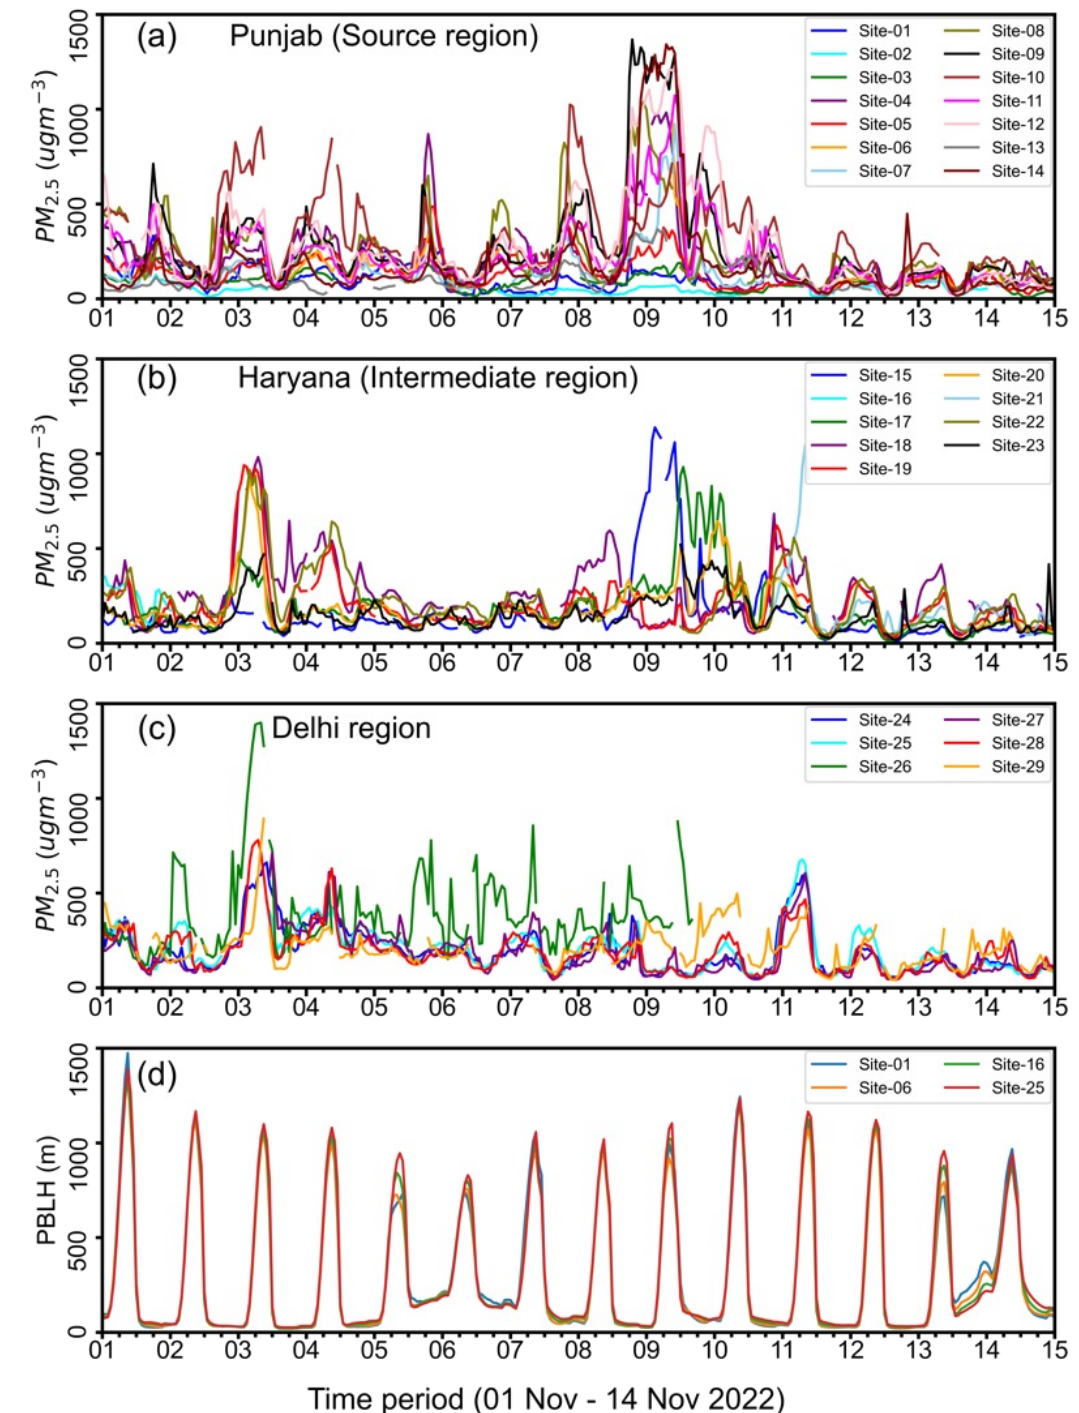 (a) Punjab (Source region)
PM2.5 (ugm−3)
1500
1000
500
0
Site-01 Site-08
Site-02 Site-09
Site-03 Site-10
Site-04 Site-11
Site-05 Site-12
Site-06 Site-13
Site-07 Site-14
01 02 03 04 05 06 07 08 09 10 11 12 13 14 15
(b) Haryana (Intermediate region)
PM2.5 (ugm−3)
1500
1000
500
0
Site-15 Site-20
Site-16 Site-21
Site-17 Site-22
Site-18 Site-23
Site-19
01 02 03 04 05 06 07 08 09 10 11 12 13 14 15
(c) Delhi region
PM2.5 (ugm−3)
1500
1000
500
0
Site-24 Site-27
Site-25 Site-28
Site-26 Site-29
01 02 03 04 05 06 07 08 09 10 11 12 13 14 15
(d)
PBLH (m)
1500
1000
500
0
Site-01 Site-16
Site-06 Site-25
01 02 03 04 05 06 07 08 09 10 11 12 13 14 15
Time period (01 Nov - 14 Nov 2022)